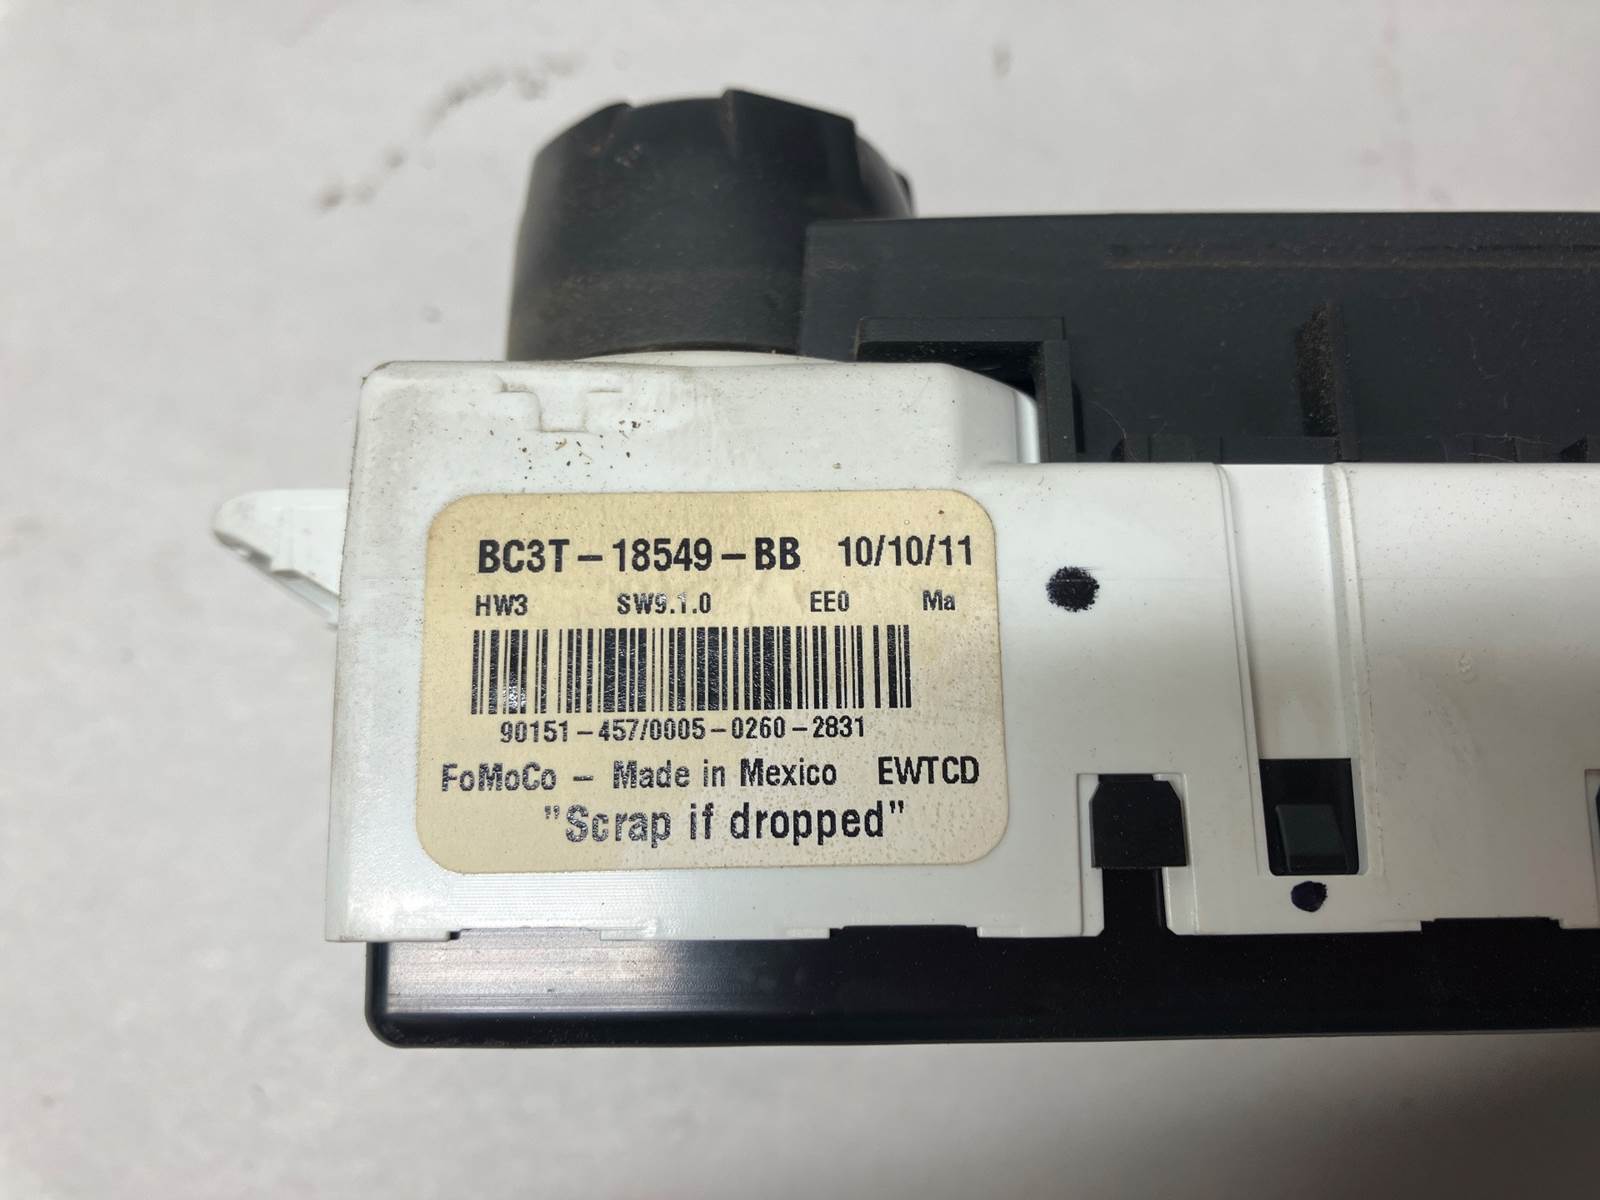 BC3T-18549-BB 10/10/11
HW3 SW9.1.0 EE0 Ma
90151-457/0005-0260-2831
FoMoCo - Made in Mexico EWTCD
"Scrap if dropped"